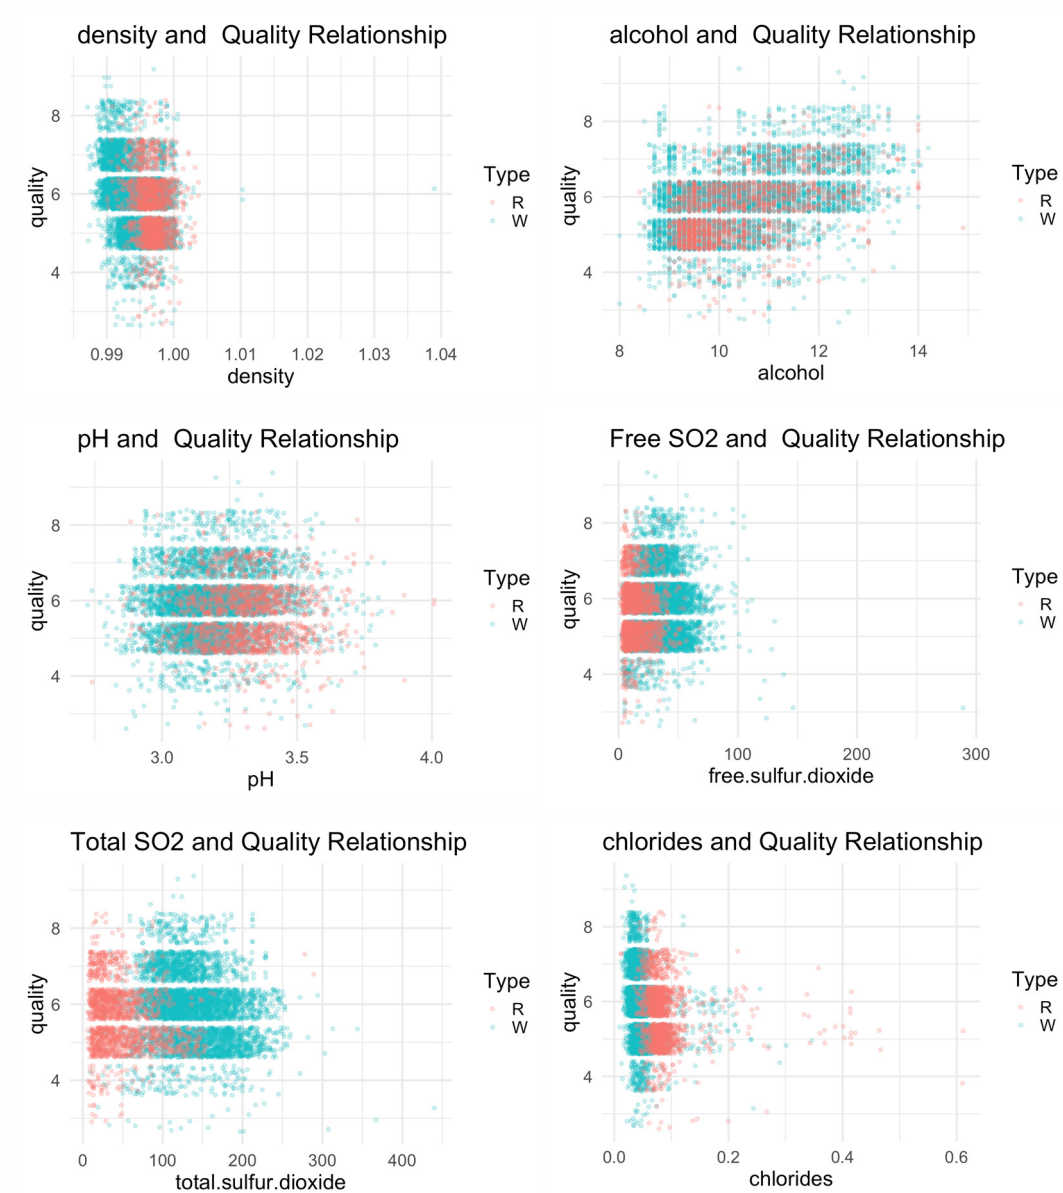 density and  Quality Relationship
quality
8
6
4
0.99 1.00 1.01 1.02 1.03 1.04
density
Type
R
W
alcohol and  Quality Relationship
quality
8
6
4
8 10 12 14
alcohol
Type
R
W
pH and  Quality Relationship
quality
8
6
4
3.0 3.5 4.0
pH
Type
R
W
Free SO2 and  Quality Relationship
quality
8
6
4
0 100 200 300
free.sulfur.dioxide
Type
R
W
Total SO2 and Quality Relationship
quality
8
6
4
0 100 200 300 400
total.sulfur.dioxide
Type
R
W
chlorides and Quality Relationship
quality
8
6
4
0.0 0.2 0.4 0.6
chlorides
Type
R
W